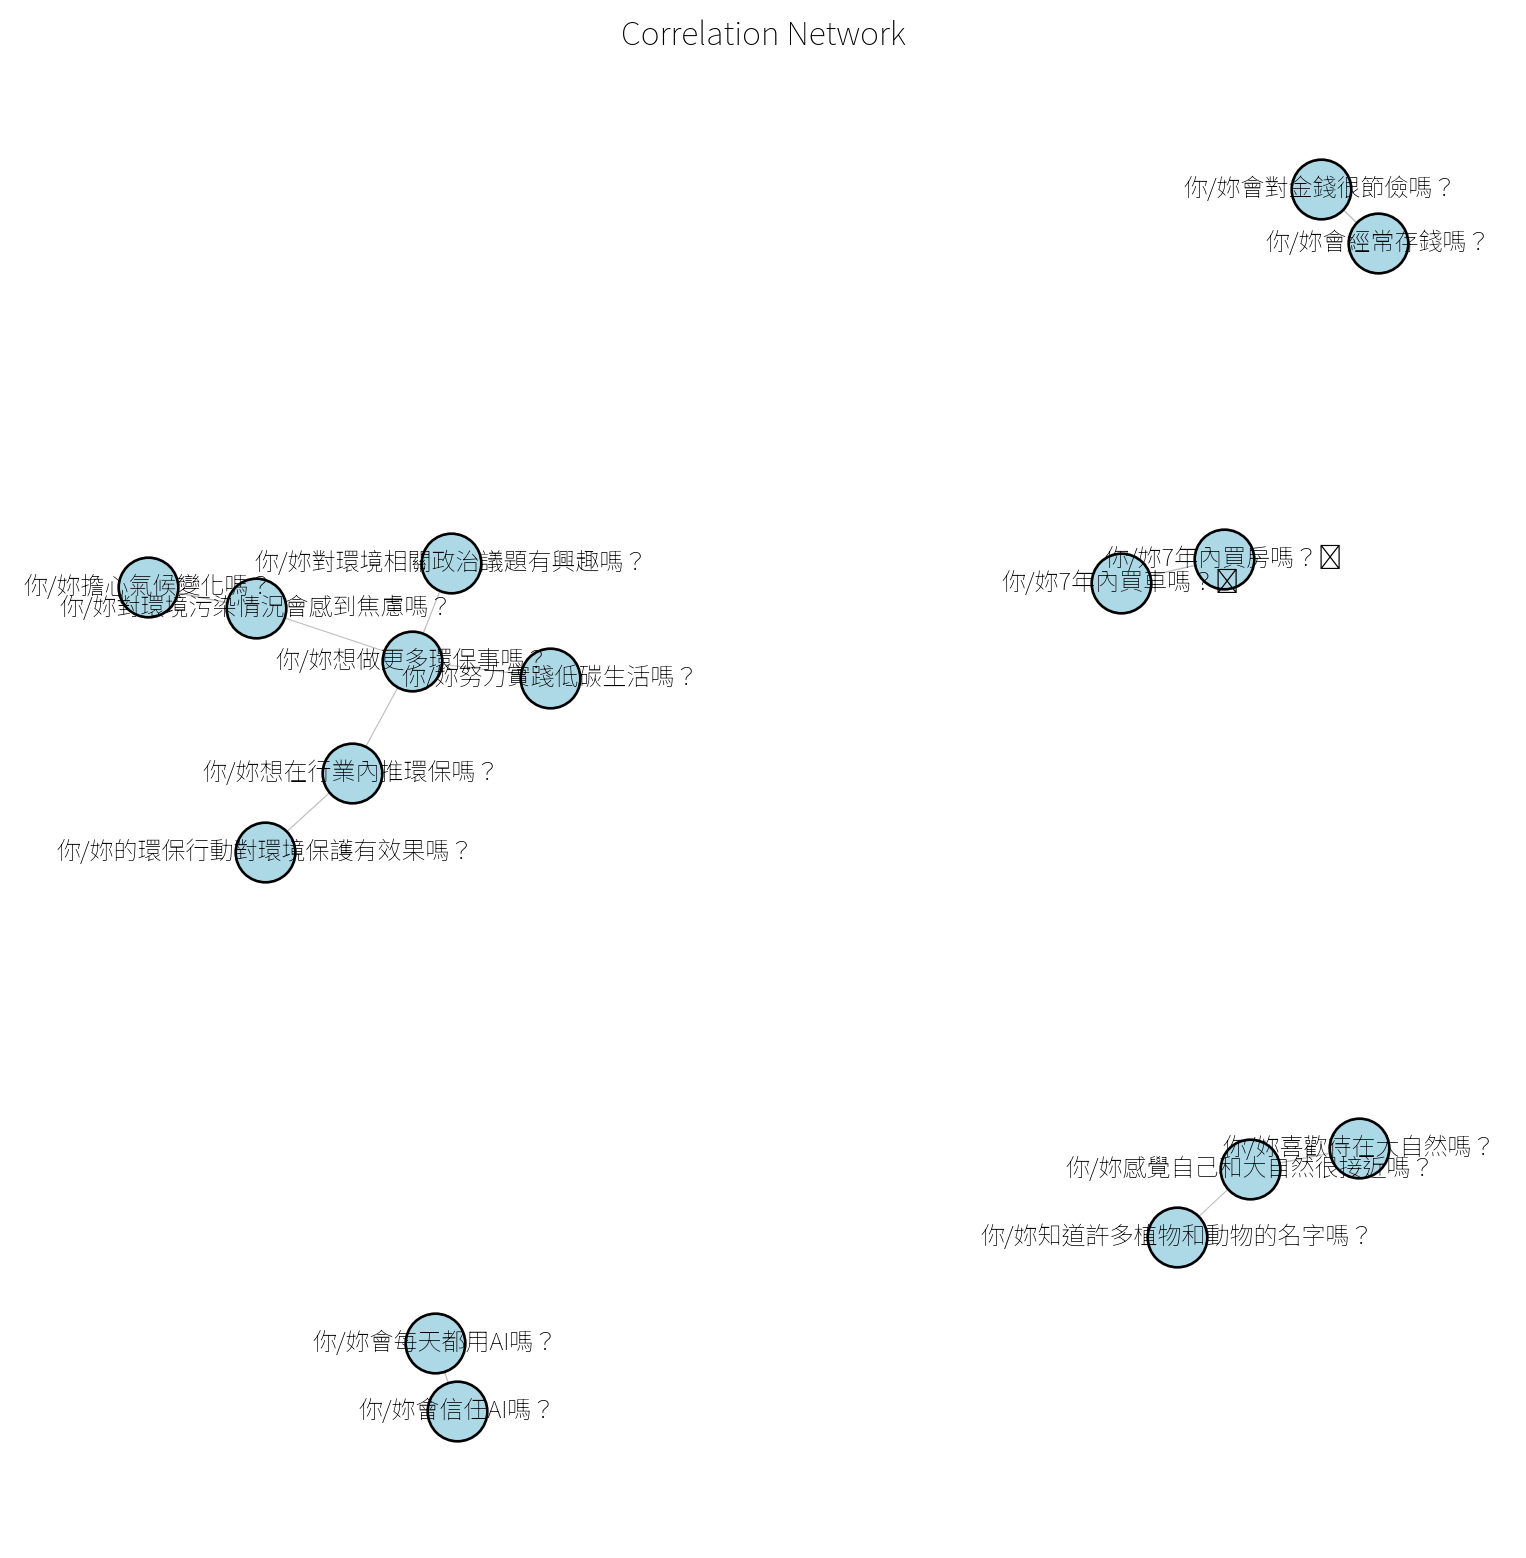 Correlation Network
你/妳會對金錢很節儉嗎？
你/妳會經常存錢嗎？
你/妳對環境相關政治議題有興趣嗎？
你/妳7年內買房嗎？
你/妳7年內買車嗎？
你/妳擔心氣候變化嗎？
你/妳對環境污染情況會感到焦慮嗎？
你/妳想做更多環保事嗎？
你/妳努力實踐低碳生活嗎？
你/妳想在行業內推環保嗎？
你/妳的環保行動對環境保護有效果嗎？
你/妳喜歡待在大自然嗎？
你/妳感覺自己和大自然很接近嗎？
你/妳知道許多植物和動物的名字嗎？
你/妳會每天都用AI嗎？
你/妳會信任AI嗎？